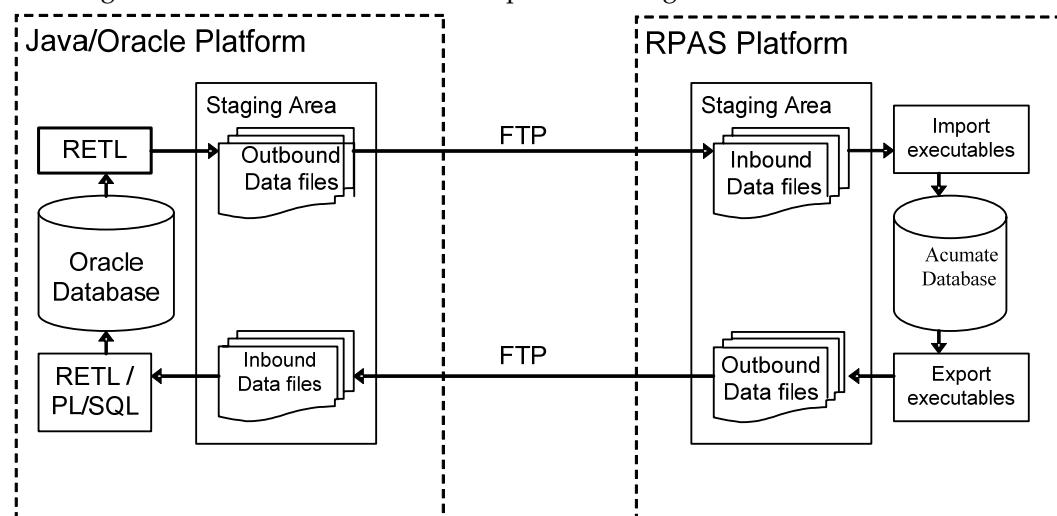 Java/Oracle Platform
RPAS Platform
Staging Area
RETL
Outbound
Data files
Oracle
Database
Inbound
Data files
RETL /
PL/SQL
FTP
FTP
Staging Area
Inbound
Data files
Import
executables
Acumate
Database
Outbound
Data files
Export
executables